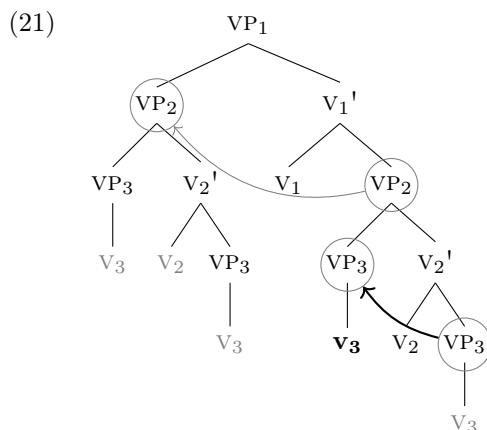 (21) VP₁
VP₂ V₁'
VP₃ V₂' V₁ VP₂
V₃ V₂ VP₃ VP₃ V₂'
V₃ v₃ V₂ VP₃
V₃